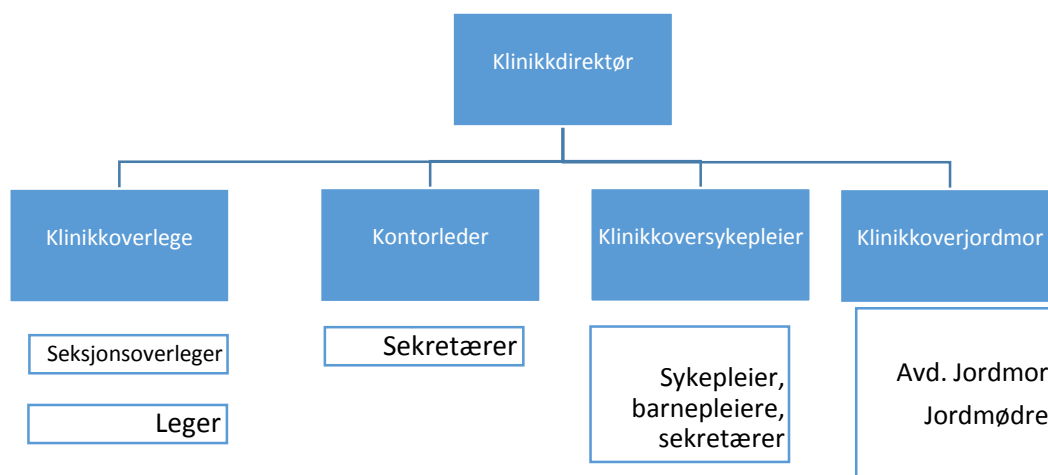 Klinikkdirektør
Klinikkoverlege
Kontorleder
Klinikkoversykepleier
Klinikkoverjordmor
Seksjonsoverleger
Leger
Sekretærer
Sykepleier,
barnepleiere,
sekretærer
Avd. Jordmor
Jordmødre